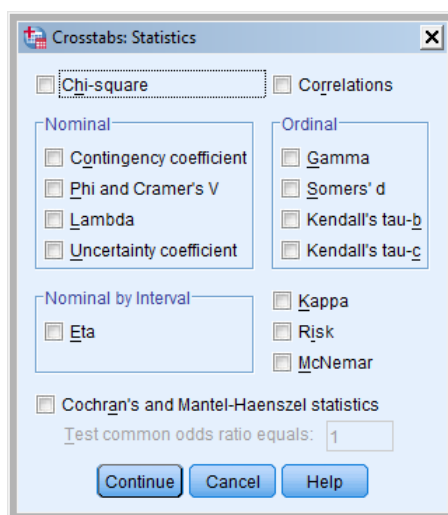 Crosstabs: Statistics
Chi-square
Correlations
Nominal
Contingency coefficient
Phi and Cramer's V
Lambda
Uncertainty coefficient
Ordinal
Gamma
Somers' d
Kendall's tau-b
Kendall's tau-c
Nominal by Interval
Eta
Kappa
Risk
McNemar
Cochran's and Mantel-Haenszel statistics
Test common odds ratio equals: 1
Continue Cancel Help